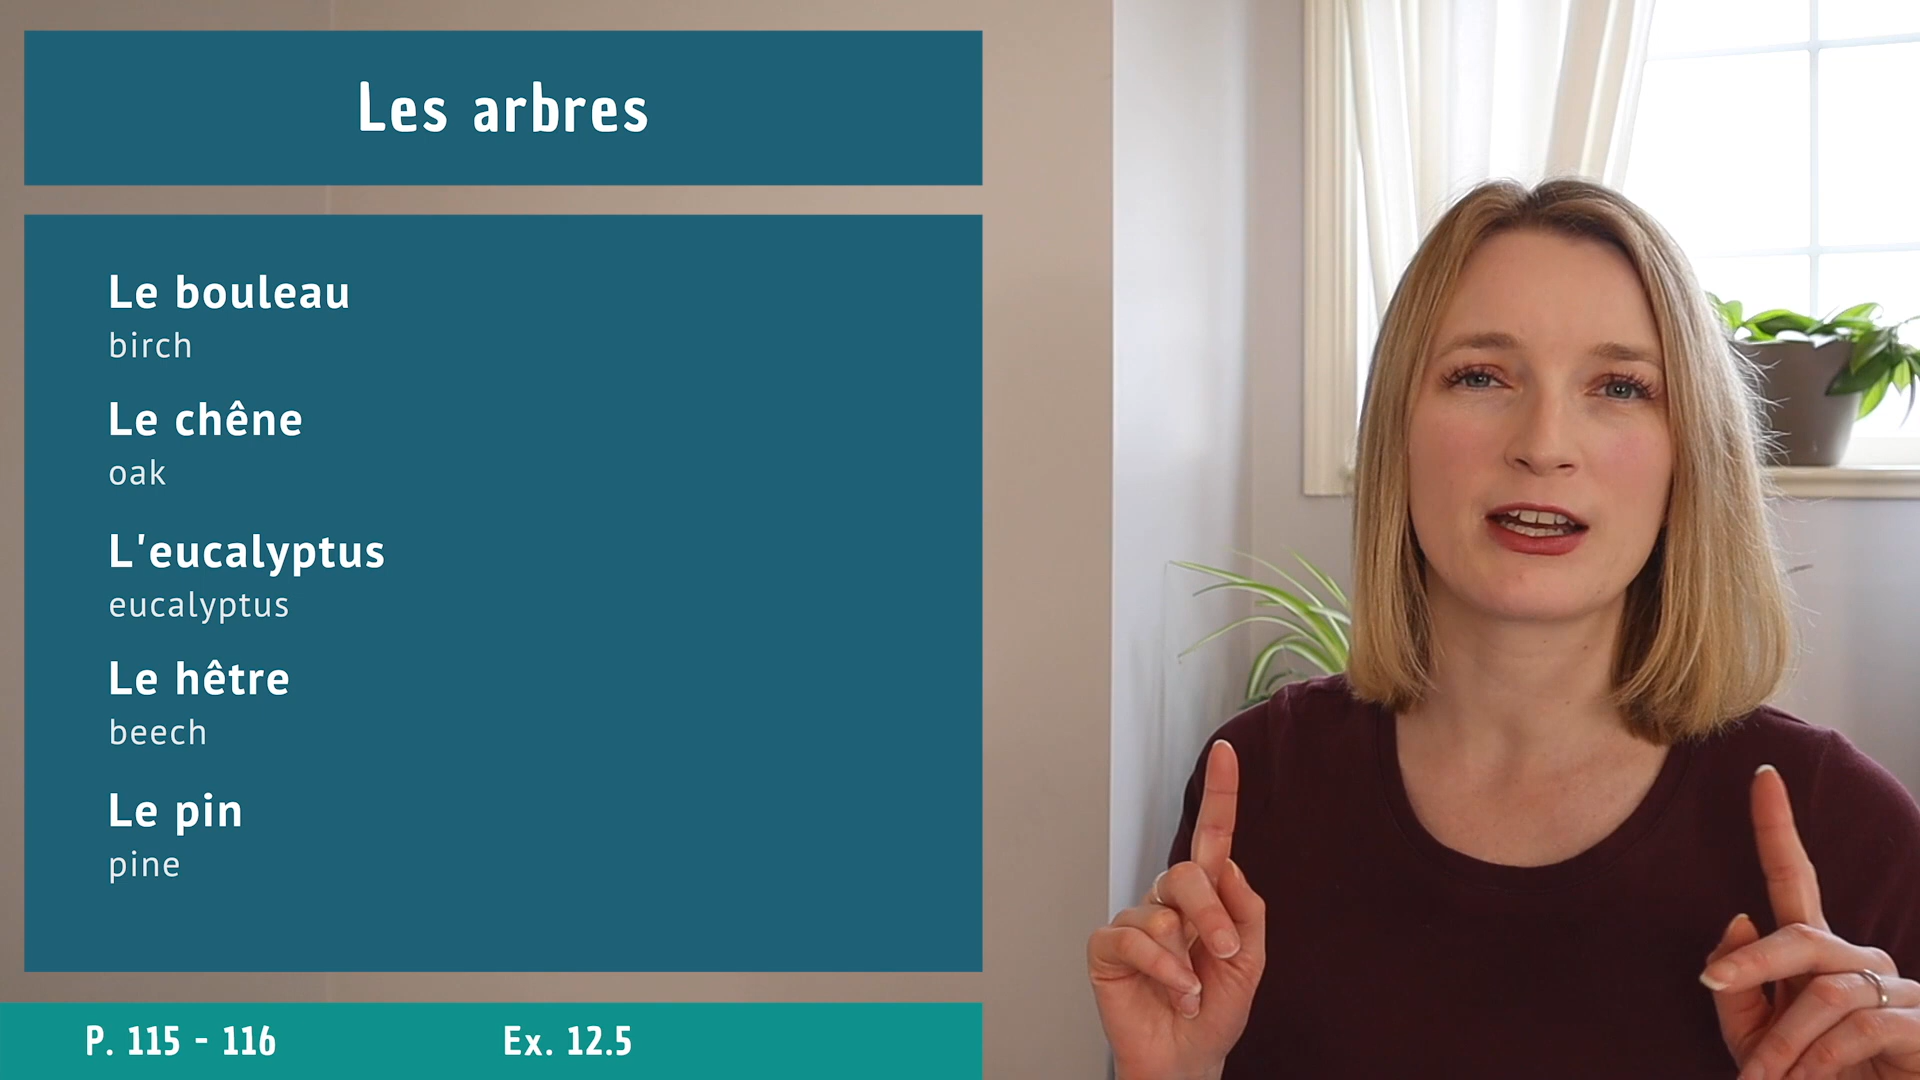 Les arbres
Le bouleau
birch
Le chêne
oak
L'eucalyptus
eucalyptus
Le hêtre
beech
Le pin
pine
P. 115 - 116 Ex. 12.5